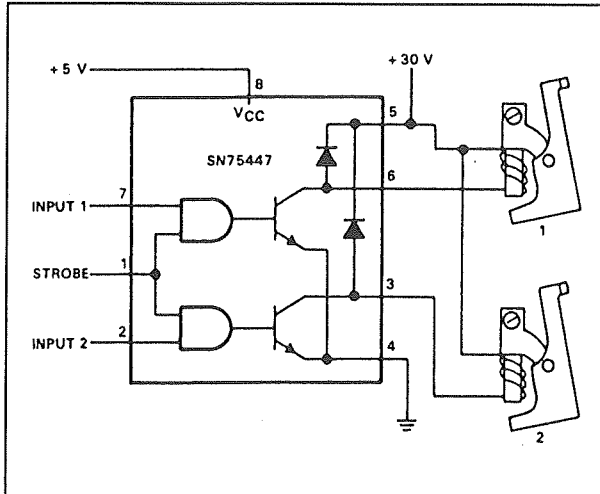 + 5 V
+ 30 V
8
VCC
5
SN75447
6
7
INPUT 1
1
1
STROBE
3
2
INPUT 2
4
2